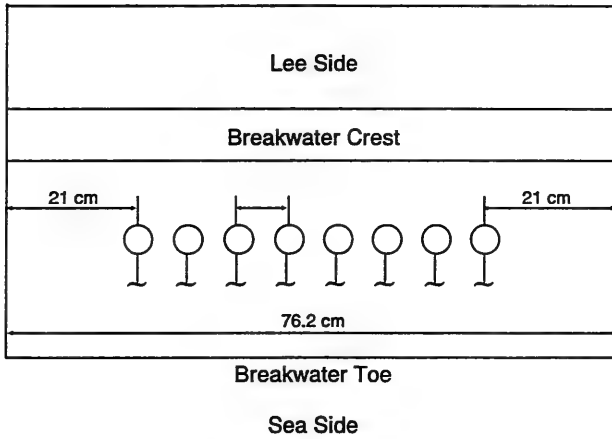 Lee Side
Breakwater Crest
21 cm 21 cm
76.2 cm
Breakwater Toe
Sea Side